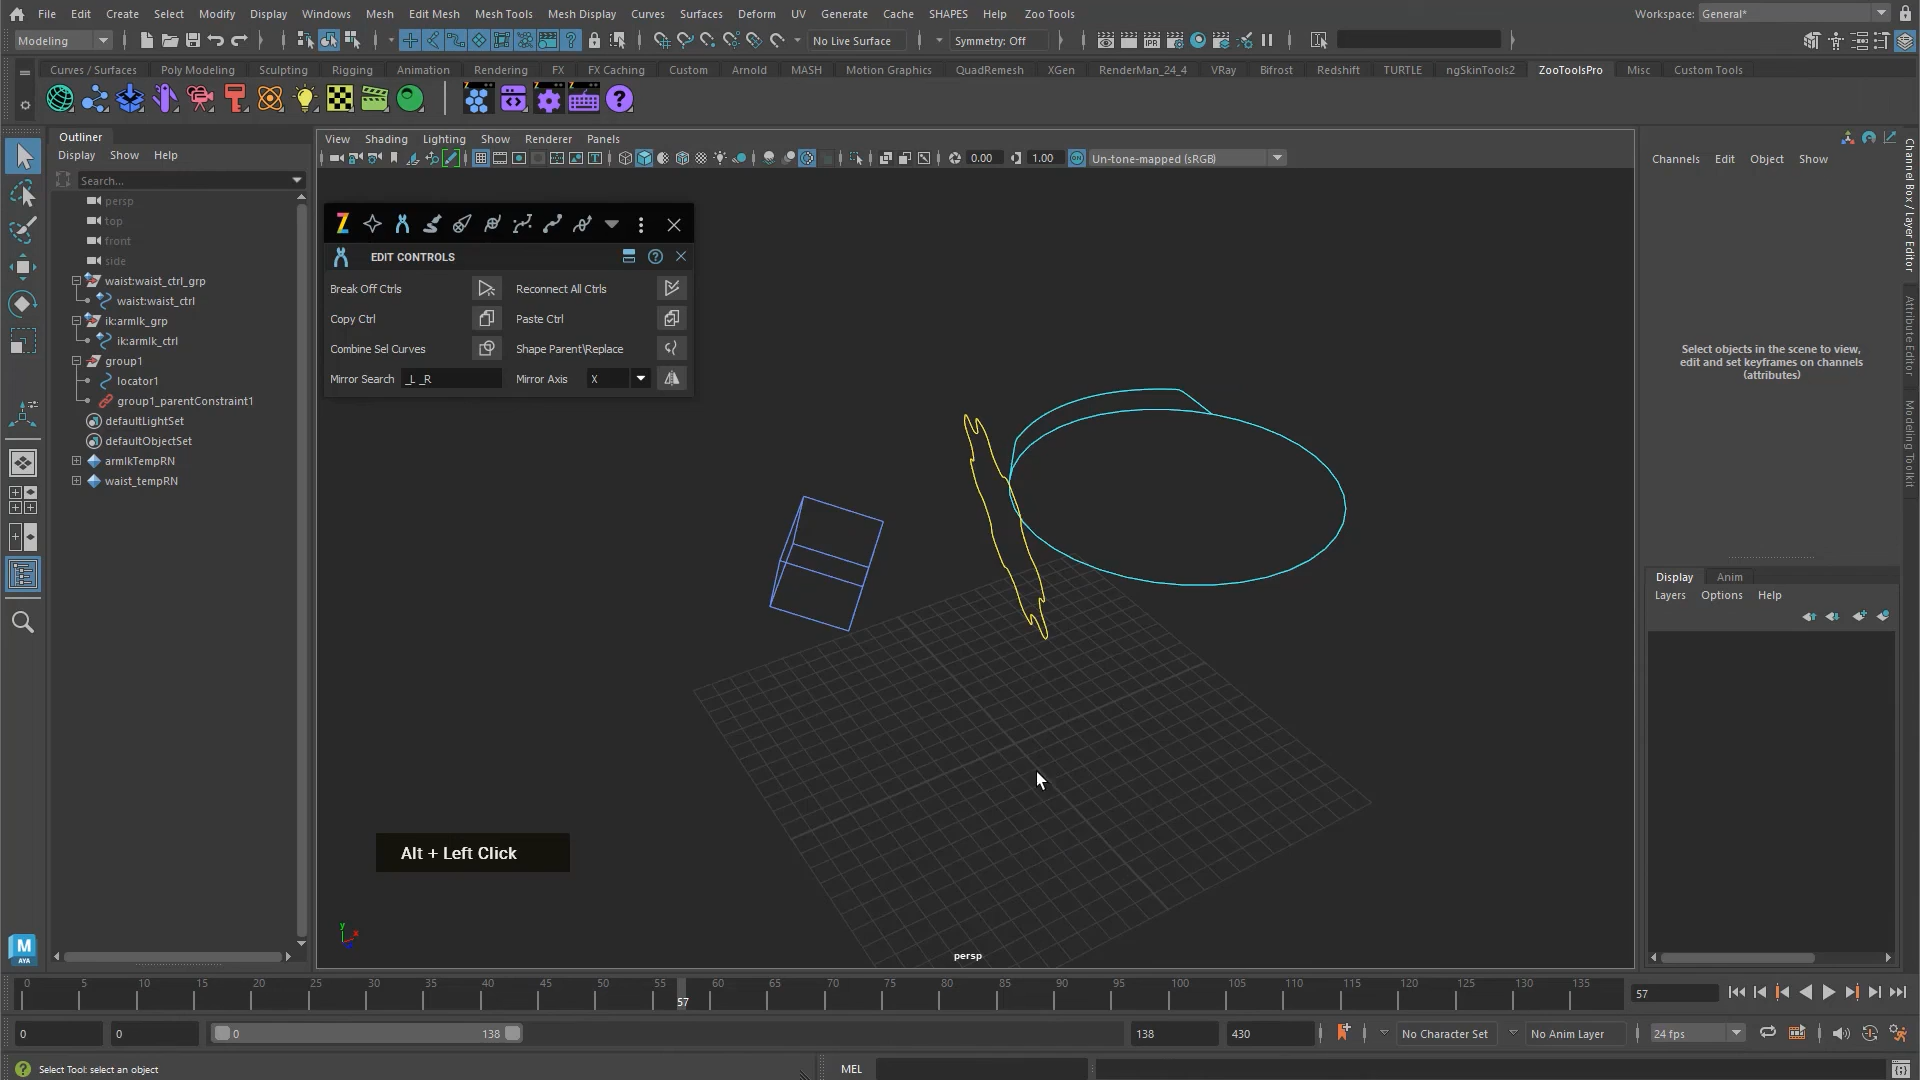 File Edit Create Select Modify Display Windows Mesh Edit Mesh Mesh Tools Mesh Display Curves Surfaces Deform UV Generate Cache SHAPES Help Zoo Tools Workspace: General*
Modeling No Live Surface Symmetry: Off
Curves / Surfaces Poly Modeling Sculpting Rigging Animation Rendering FX FX Caching Custom Arnold MASH Motion Graphics QuadRemesh XGen RenderMan_24_4 VRay Bifrost Redshift TURTLE ngSkinTools2 ZooToolsPro Misc Custom Tools
Outliner
Display Show Help
Search...
persp
top
front
side
waist:waist_ctrl_grp
waist:waist_ctrl
ik:armIk_grp
ik:armIk_ctrl
group1
locator1
group1_parentConstraint1
defaultLightSet
defaultObjectSet
armIkTempRN
waist_tempRN
View Shading Lighting Show Renderer Panels
0.00 1.00 Un-tone-mapped (sRGB)
EDIT CONTROLS
Break Off Ctrls Reconnect All Ctrls
Copy Ctrl Paste Ctrl
Combine Sel Curves Shape Parent\Replace
Mirror Search _L _R Mirror Axis X
Alt + Left Click
y x
persp
Channels Edit Object Show
Select objects in the scene to view,
edit and set keyframes on channels
(attributes)
Display Anim
Layers Options Help
Channel Box / Layer Editor
Attribute Editor
Modeling Toolkit
0 5 10 15 20 25 30 35 40 45 50 55 60 65 70 75 80 85 90 95 100 105 110 115 120 125 130 135
57
57
0 0 0 138 138 430 No Character Set No Anim Layer 24 fps
Select Tool: select an object MEL
M
AYA